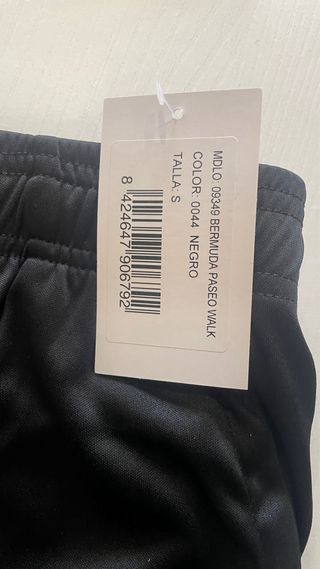 MDLO: 09349 BERMUDA PASEO WALK
COLOR: 0044 NEGRO
TALLA: S
8 424647 906792